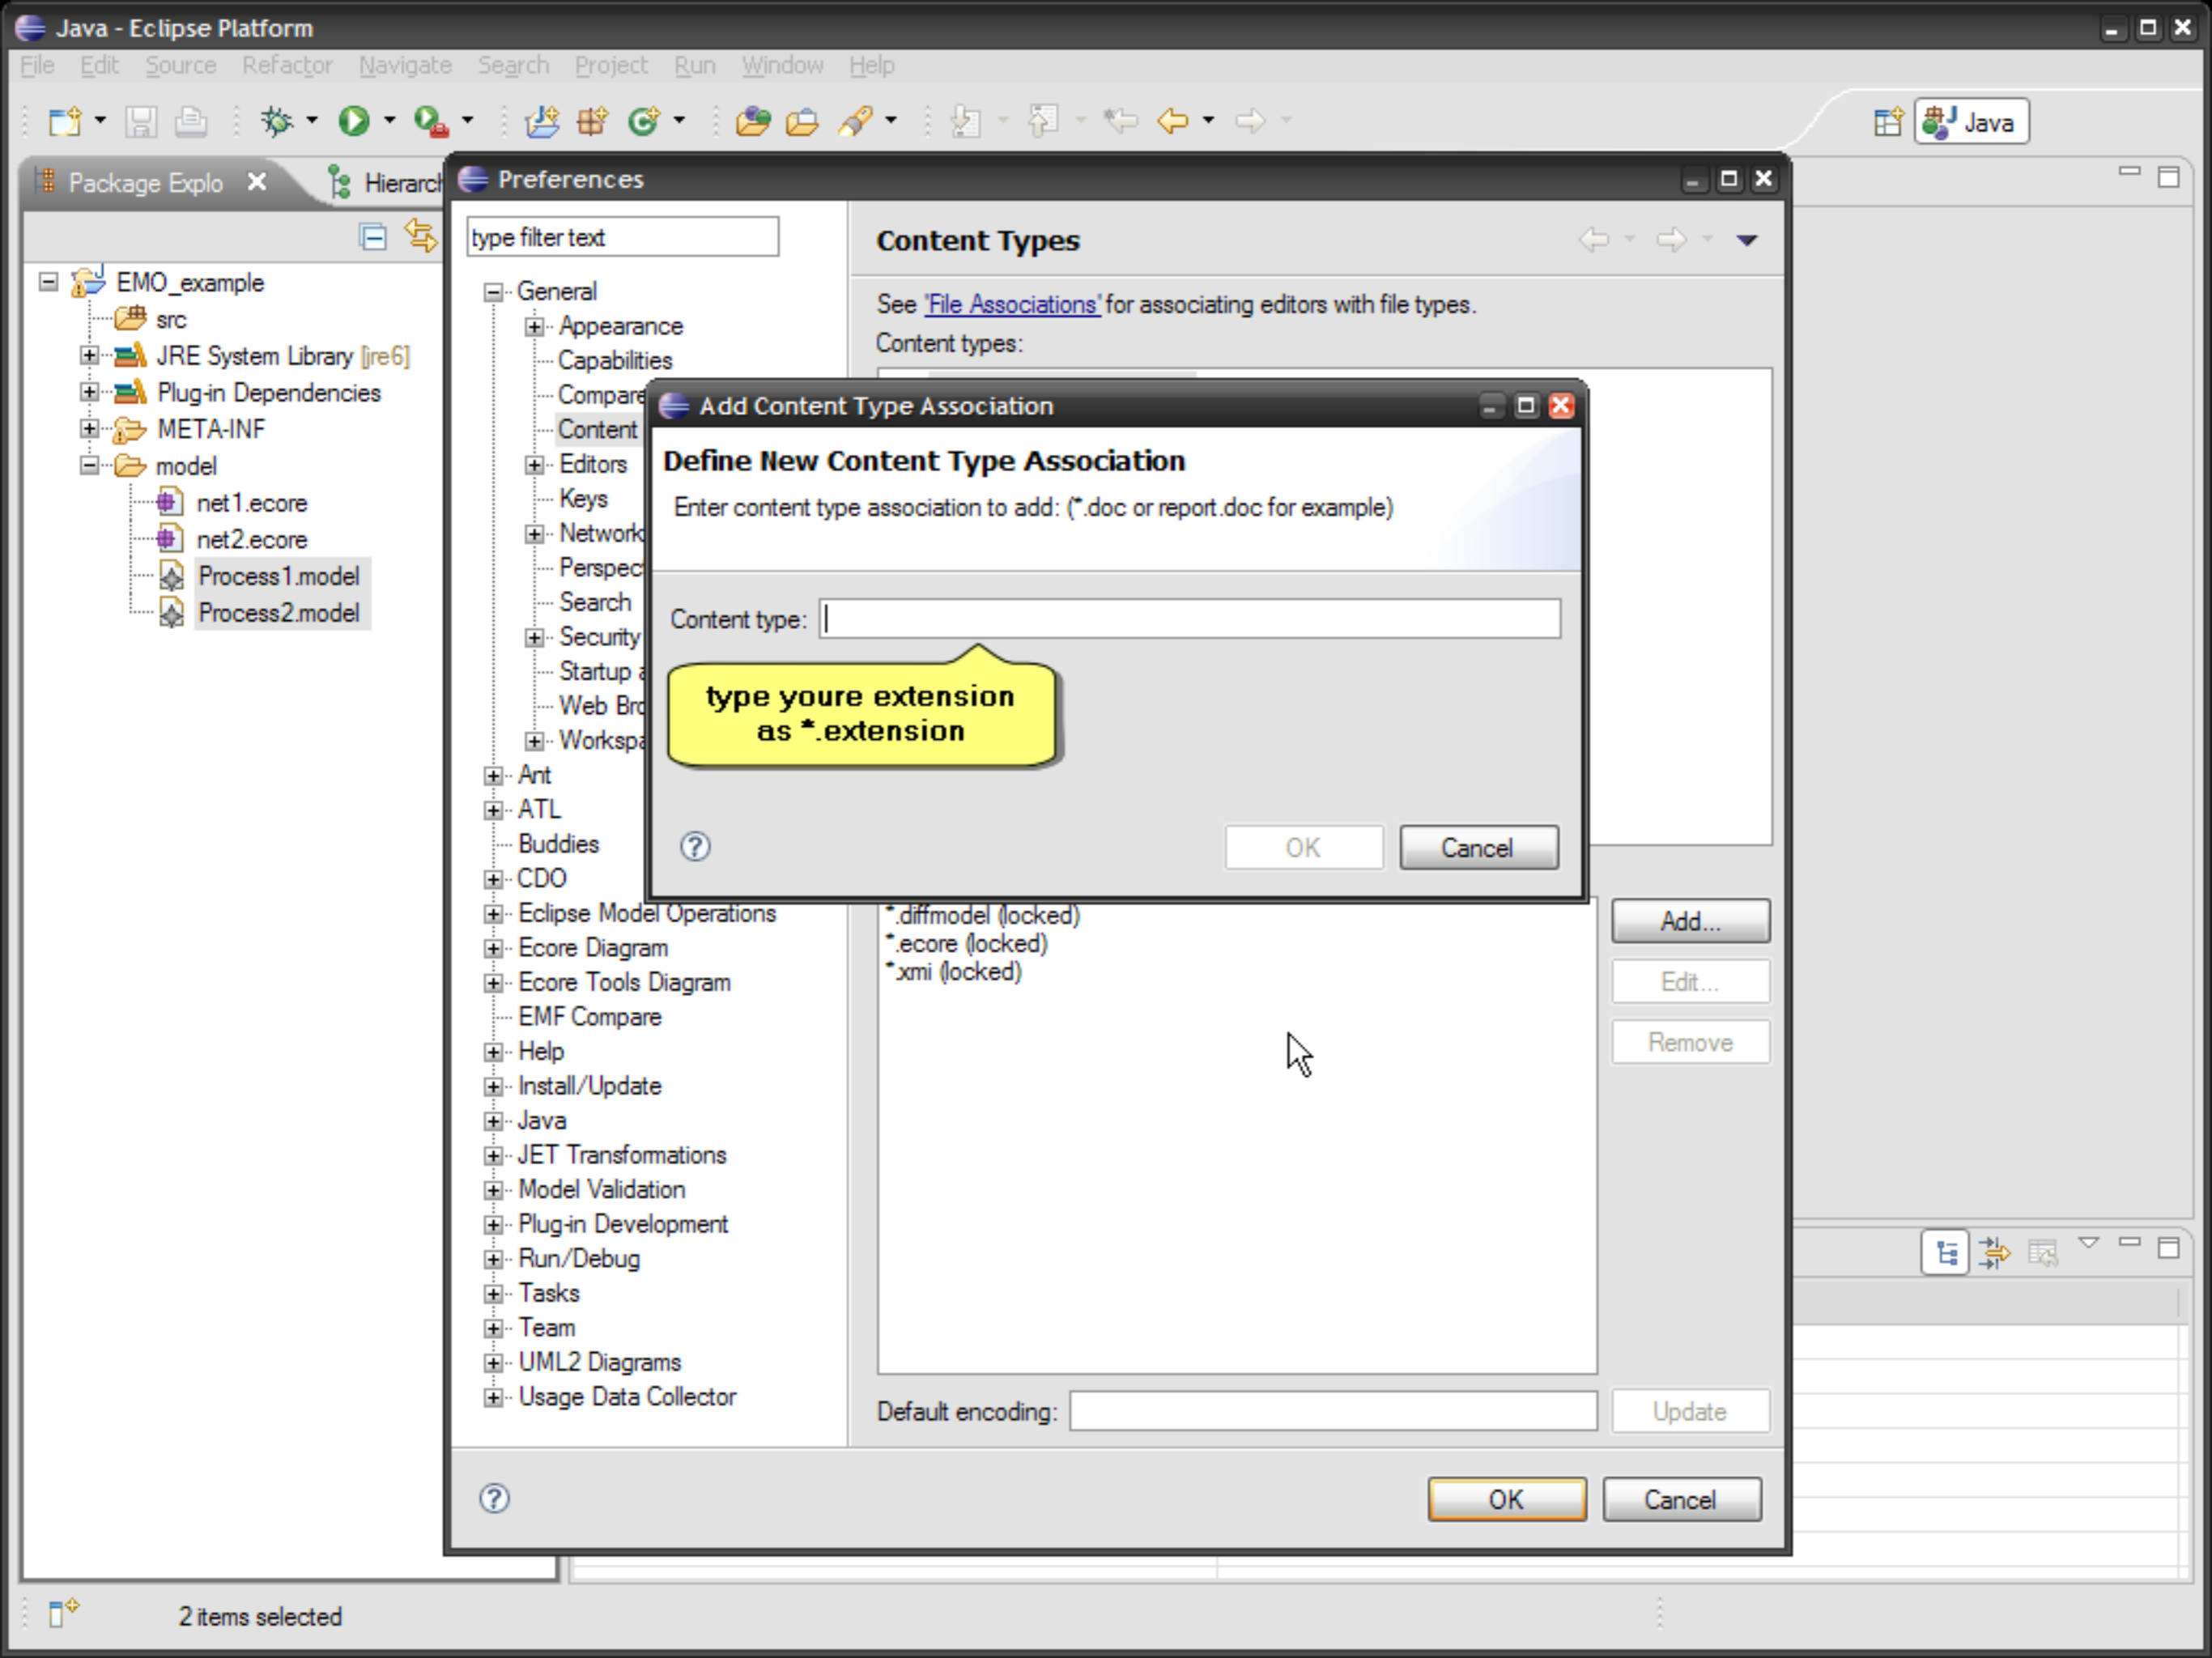 Java - Eclipse Platform
File Edit Source Refactor Navigate Search Project Run Window Help
Java
Package Explo
Hierarch
EMO_example
src
JRE System Library [jre6]
Plug-in Dependencies
META-INF
model
net1.ecore
net2.ecore
Process1.model
Process2.model
Preferences
type filter text
General
Appearance
Capabilities
Compare
Content
Editors
Keys
Network
Perspec
Search
Security
Startup a
Web Bro
Workspa
Ant
ATL
Buddies
CDO
Eclipse Model Operations
Ecore Diagram
Ecore Tools Diagram
EMF Compare
Help
Install/Update
Java
JET Transformations
Model Validation
Plug-in Development
Run/Debug
Tasks
Team
UML2 Diagrams
Usage Data Collector
Content Types
See 'File Associations' for associating editors with file types.
Content types:
Add Content Type Association
Define New Content Type Association
Enter content type association to add: (*.doc or report.doc for example)
Content type:
type youre extension
as *.extension
OK Cancel
*.diffmodel (locked)
*.ecore (locked)
*.xmi (locked)
Add...
Edit...
Remove
Default encoding:
Update
OK Cancel
2 items selected